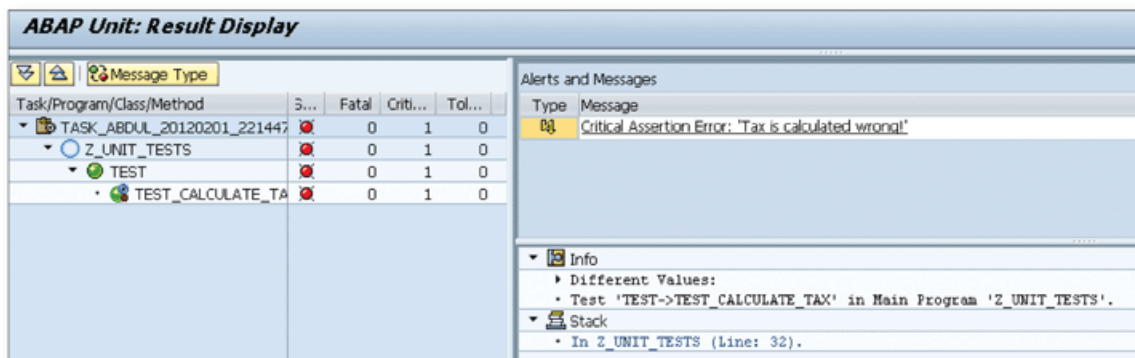 ABAP Unit: Result Display
Message Type
Task/Program/Class/Method S... Fatal Criti... Tol...
TASK_ABDUL_20120201_221447 0 1 0
Z_UNIT_TESTS 0 1 0
TEST 0 1 0
TEST_CALCULATE_TA 0 1 0
Alerts and Messages
Type Message
Critical Assertion Error: 'Tax is calculated wrong!'
Info
Different Values:
Test 'TEST->TEST_CALCULATE_TAX' in Main Program 'Z_UNIT_TESTS'.
Stack
In Z_UNIT_TESTS (Line: 32).